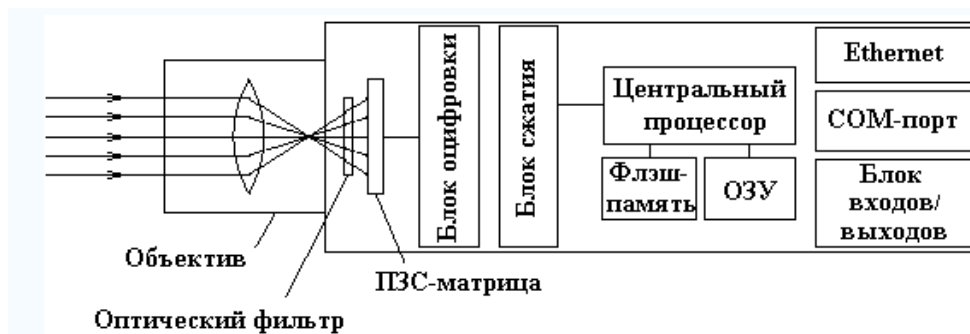 Объектив
Оптический фильтр
ПЗС-матрица
Блок оцифровки
Блок сжатия
Центральный
процессор
Флэш-
память
ОЗУ
Ethernet
COM-порт
Блок
входов/
выходов